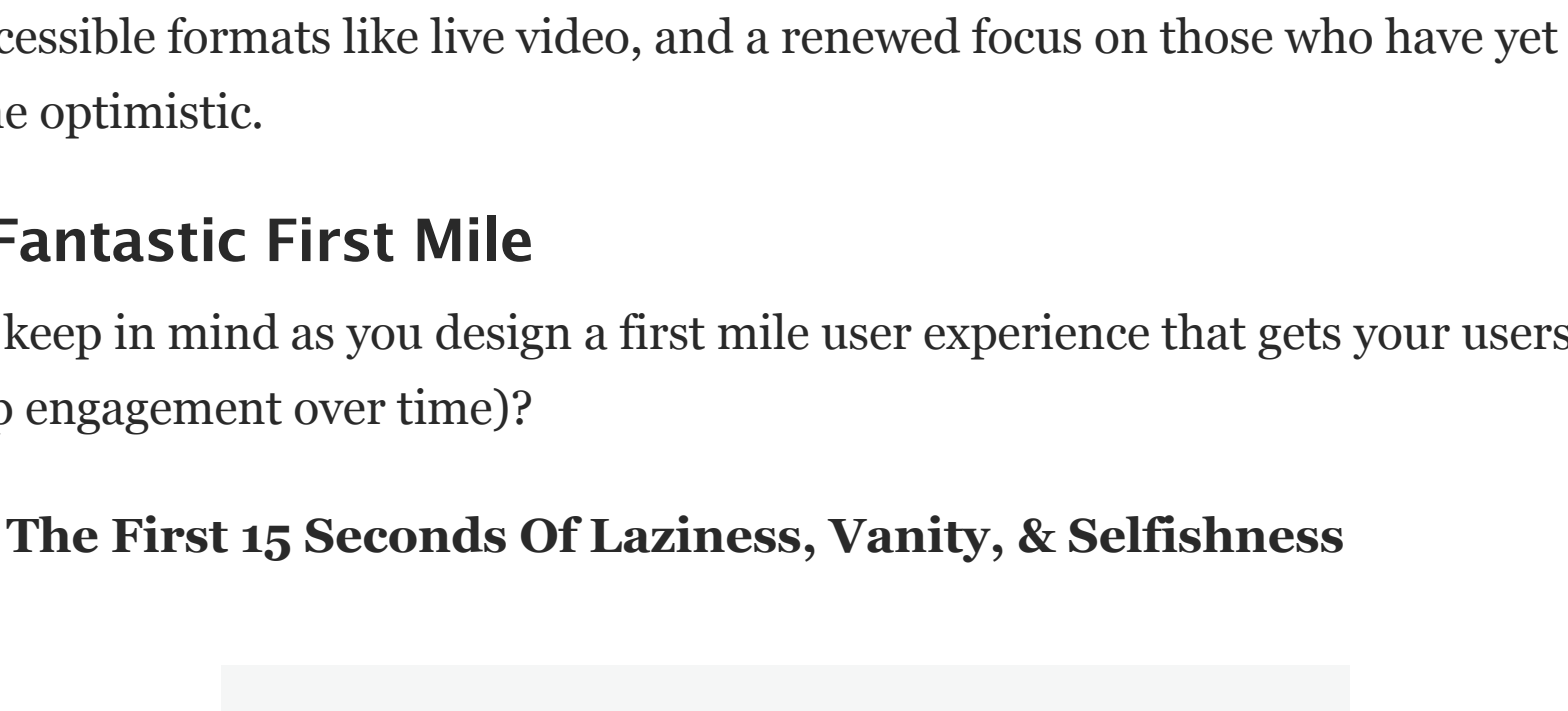 cessible formats like live video, and a renewed focus on those who have yet
e optimistic.
Fantastic First Mile
keep in mind as you design a first mile user experience that gets your users
p engagement over time)?
The First 15 Seconds Of Laziness, Vanity, & Selfishness